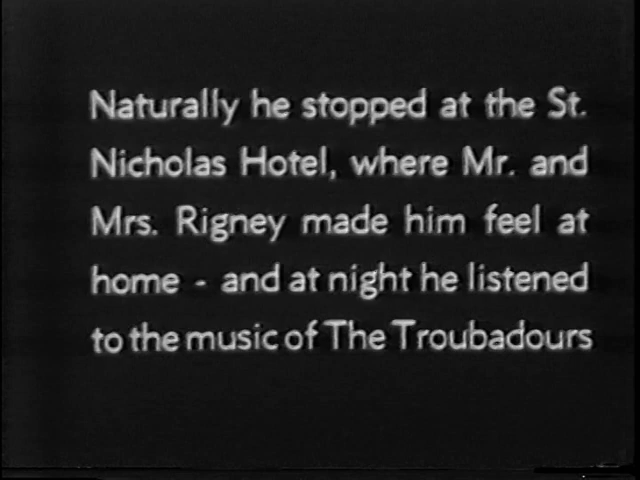 Naturally he stopped at the St.
Nicholas Hotel, where Mr. and
Mrs. Rigney made him feel at
home - and at night he listened
to the music of The Troubadours